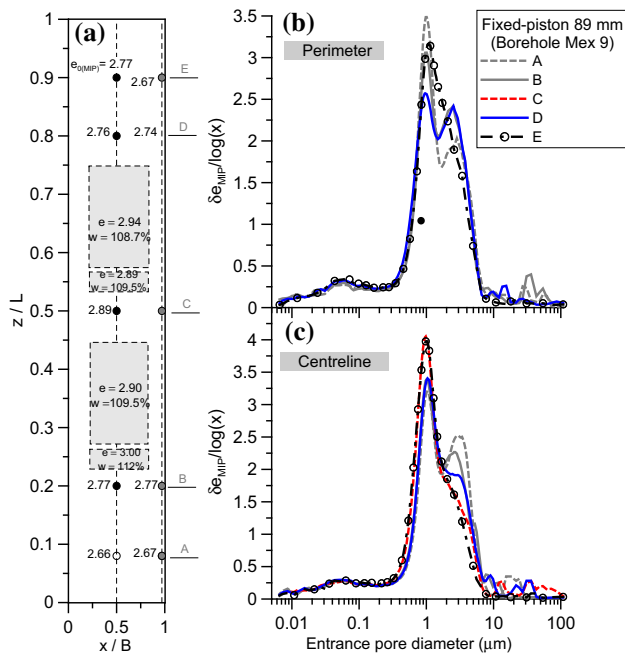 (a)
e0(MIP)= 2.77
2.67
E
2.76
2.74
D
e = 2.94
w = 108.7%
e = 2.89
w = 109.5%
2.89
C
e = 2.90
w =109.5%
e = 3.00
w = 112%
2.77
2.77
B
2.66
2.67
A
1
0.9
0.8
0.7
0.6
0.5
0.4
0.3
0.2
0.1
0
z / L
0
0.5
1
x / B
(b)
Perimeter
3.5
3
2.5
2
1.5
1
0.5
0
δeMIP/log(x)
Fixed-piston 89 mm
(Borehole Mex 9)
A
B
C
D
E
(c)
Centreline
4
3.5
3
2.5
2
1.5
1
0.5
0
δeMIP/log(x)
0.01
0.1
1
10
100
Entrance pore diameter (μm)